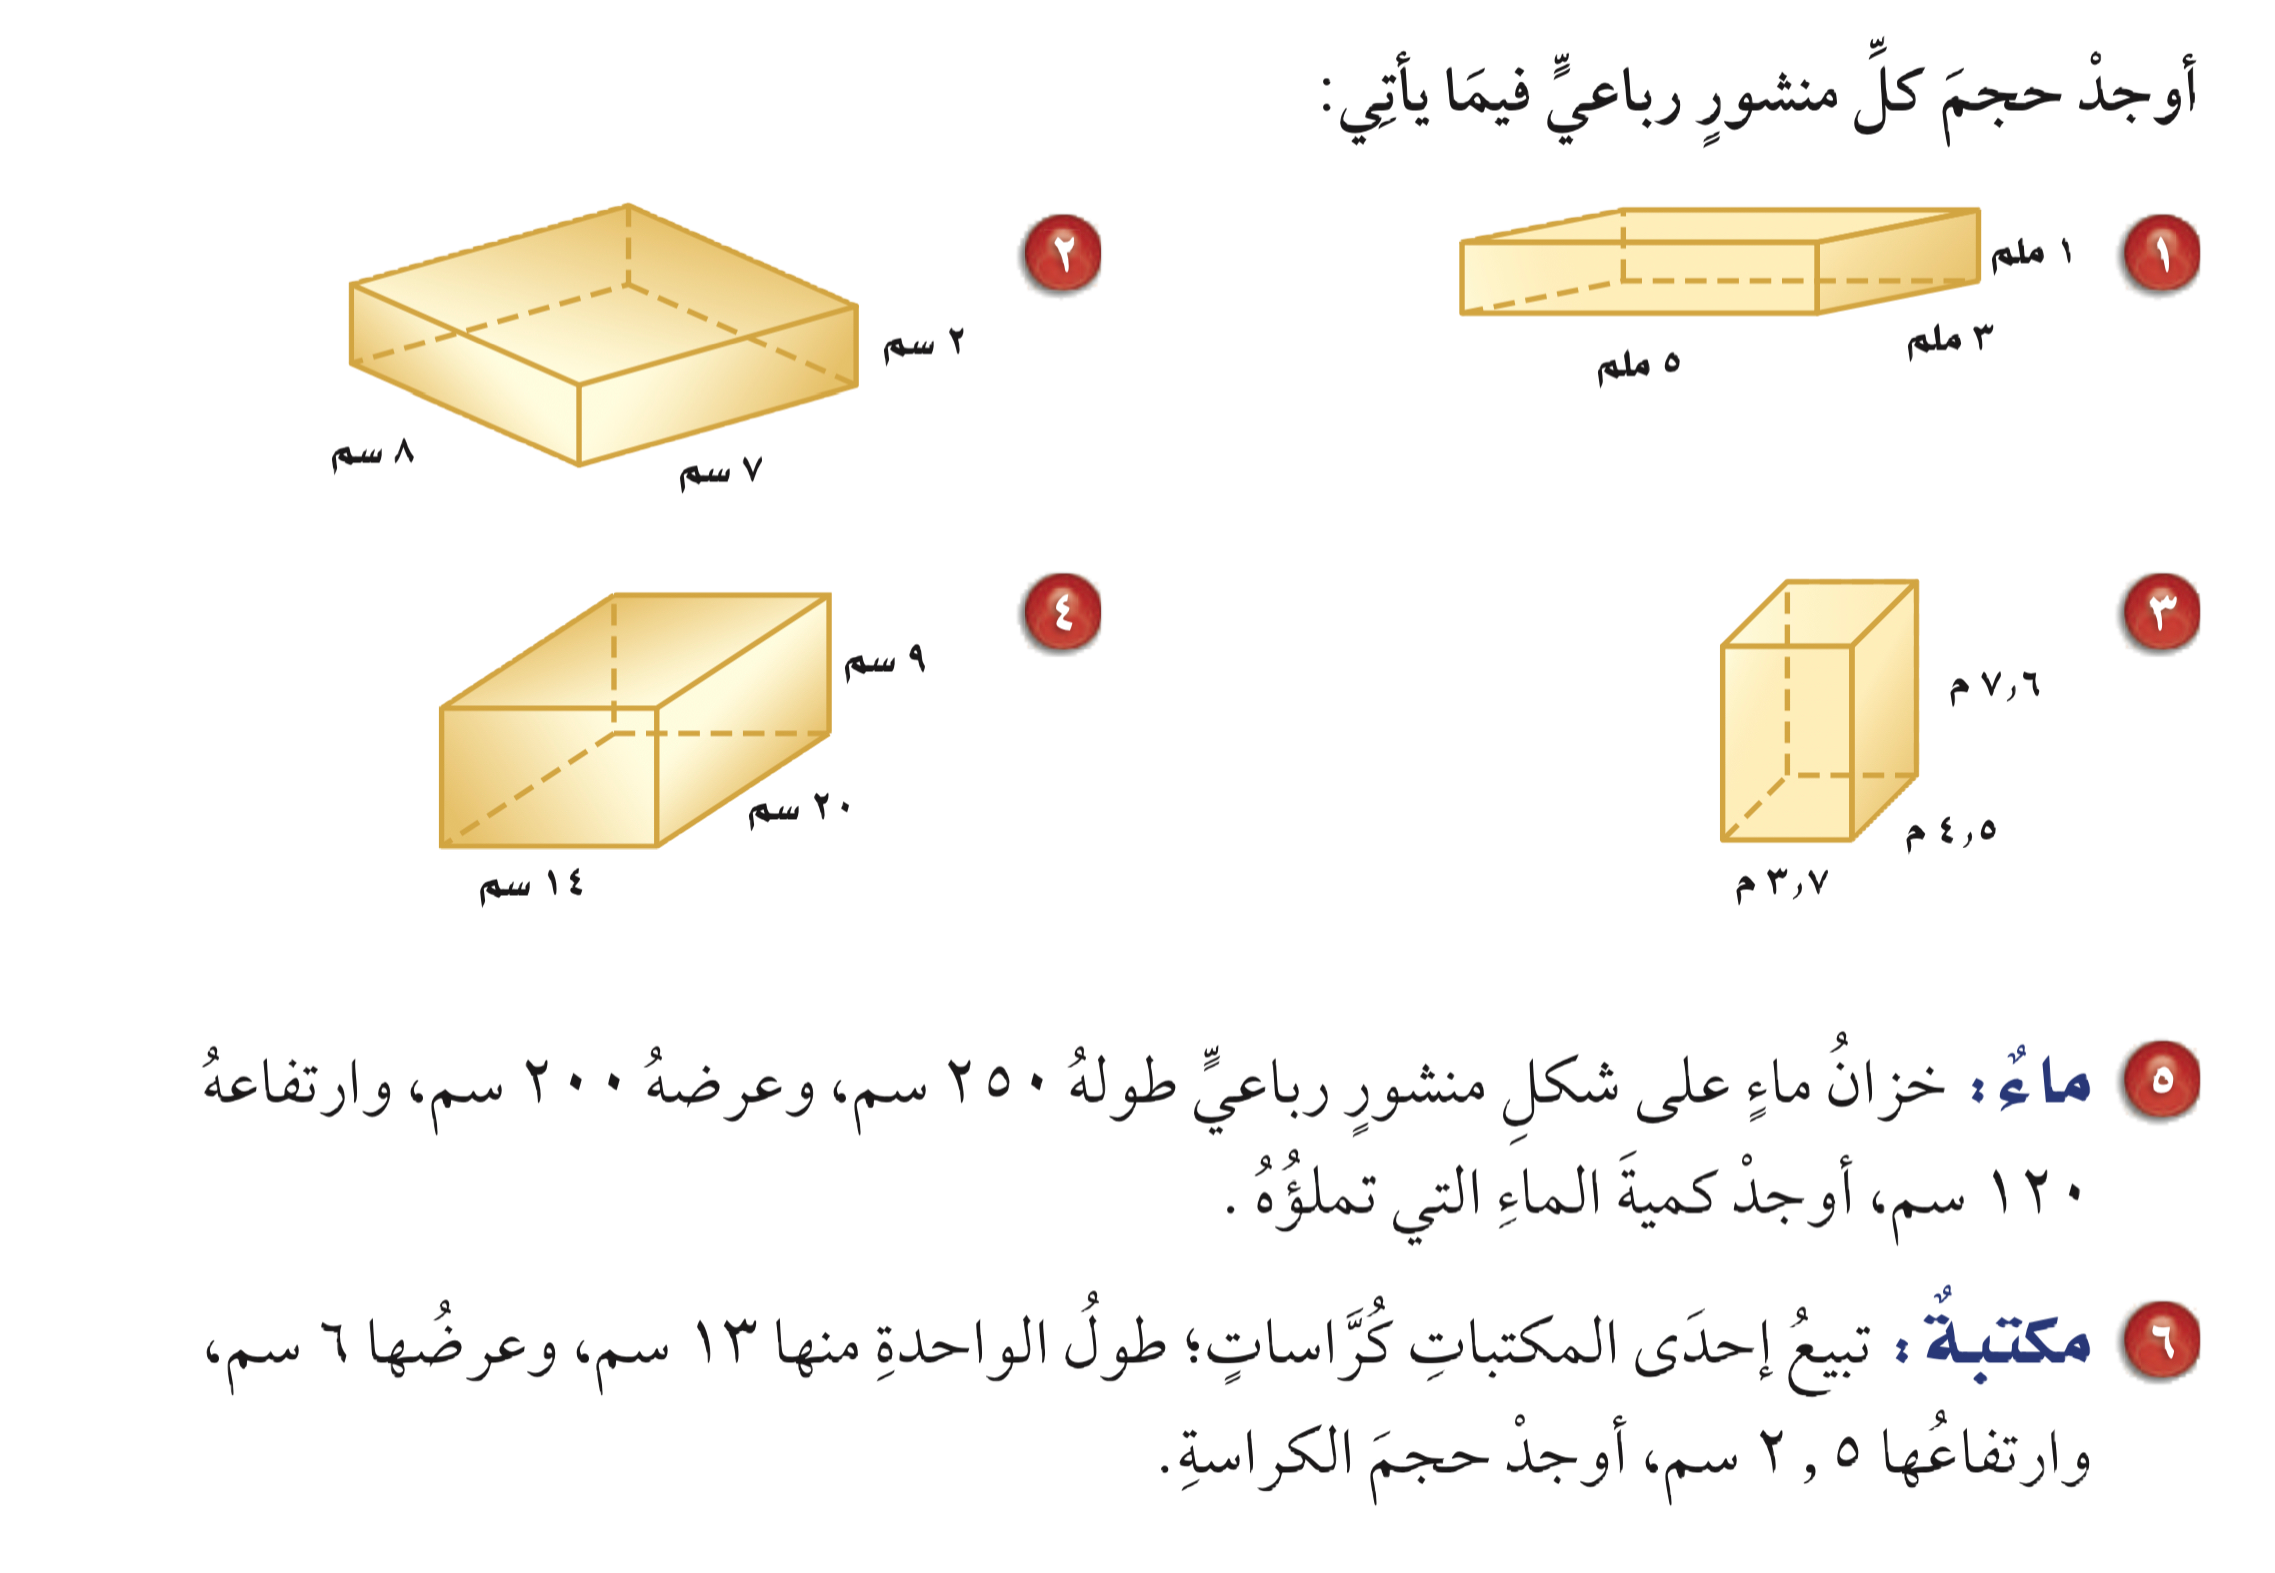 أوجدْ حجمَ كلِّ منشورٍ رباعيٍّ فيمَا يأتِي:
١
١ ملم
٣ ملم
٥ ملم
٢
٢ سم
٧ سم
٨ سم
٣
٧,٦ م
٤,٥ م
٣,٧ م
٤
٩ سم
٢٠ سم
١٤ سم
٥ ماءٌ: خزانُ ماءٍ على شكلِ منشورٍ رباعيٍّ طولهُ ٢٥٠ سم، وعرضهُ ٢٠٠ سم، وارتفاعهُ
١٢٠ سم، أوجدْ كميةَ الماءِ التي تملؤُهُ .
٦ مكتبةٌ: تبيعُ إحدَى المكتباتِ كُرَّاساتٍ؛ طولُ الواحدةِ منها ١٣ سم، وعرضُها ٦ سم،
وارتفاعُها ٢,٥ سم، أوجدْ حجمَ الكراسةِ.